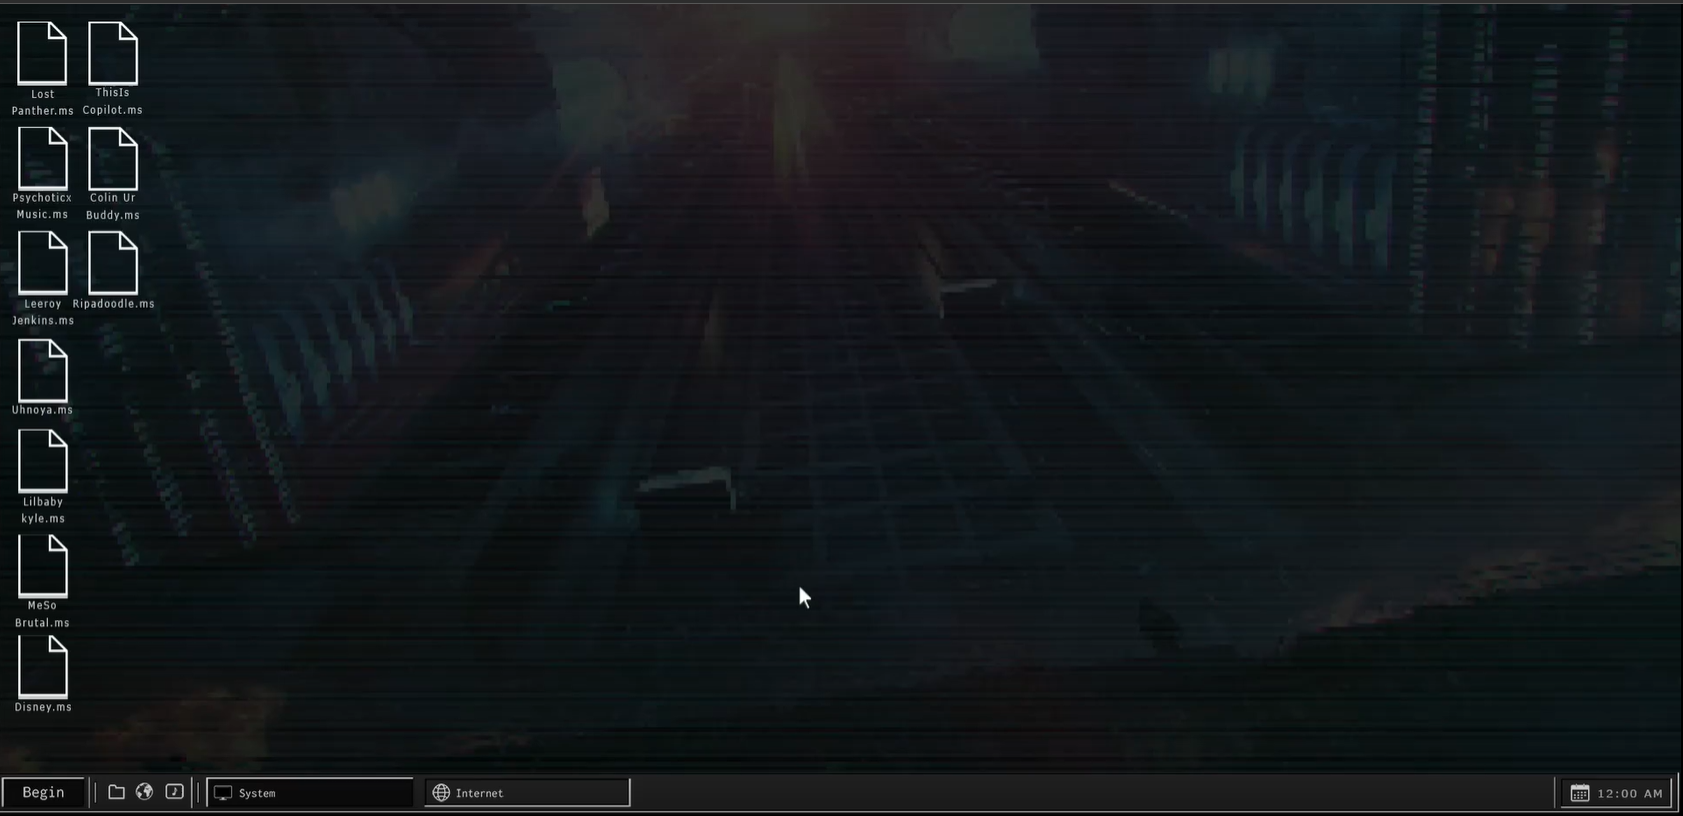 Lost
Panther.ms
ThisIs
Copilot.ms
Psychoticx
Music.ms
Colin Ur
Buddy.ms
Leeroy
Jenkins.ms
Ripadoodle.ms
Uhnoya.ms
Lilbaby
kyle.ms
MeSo
Brutal.ms
Disney.ms
Begin
System
Internet
12:00 AM